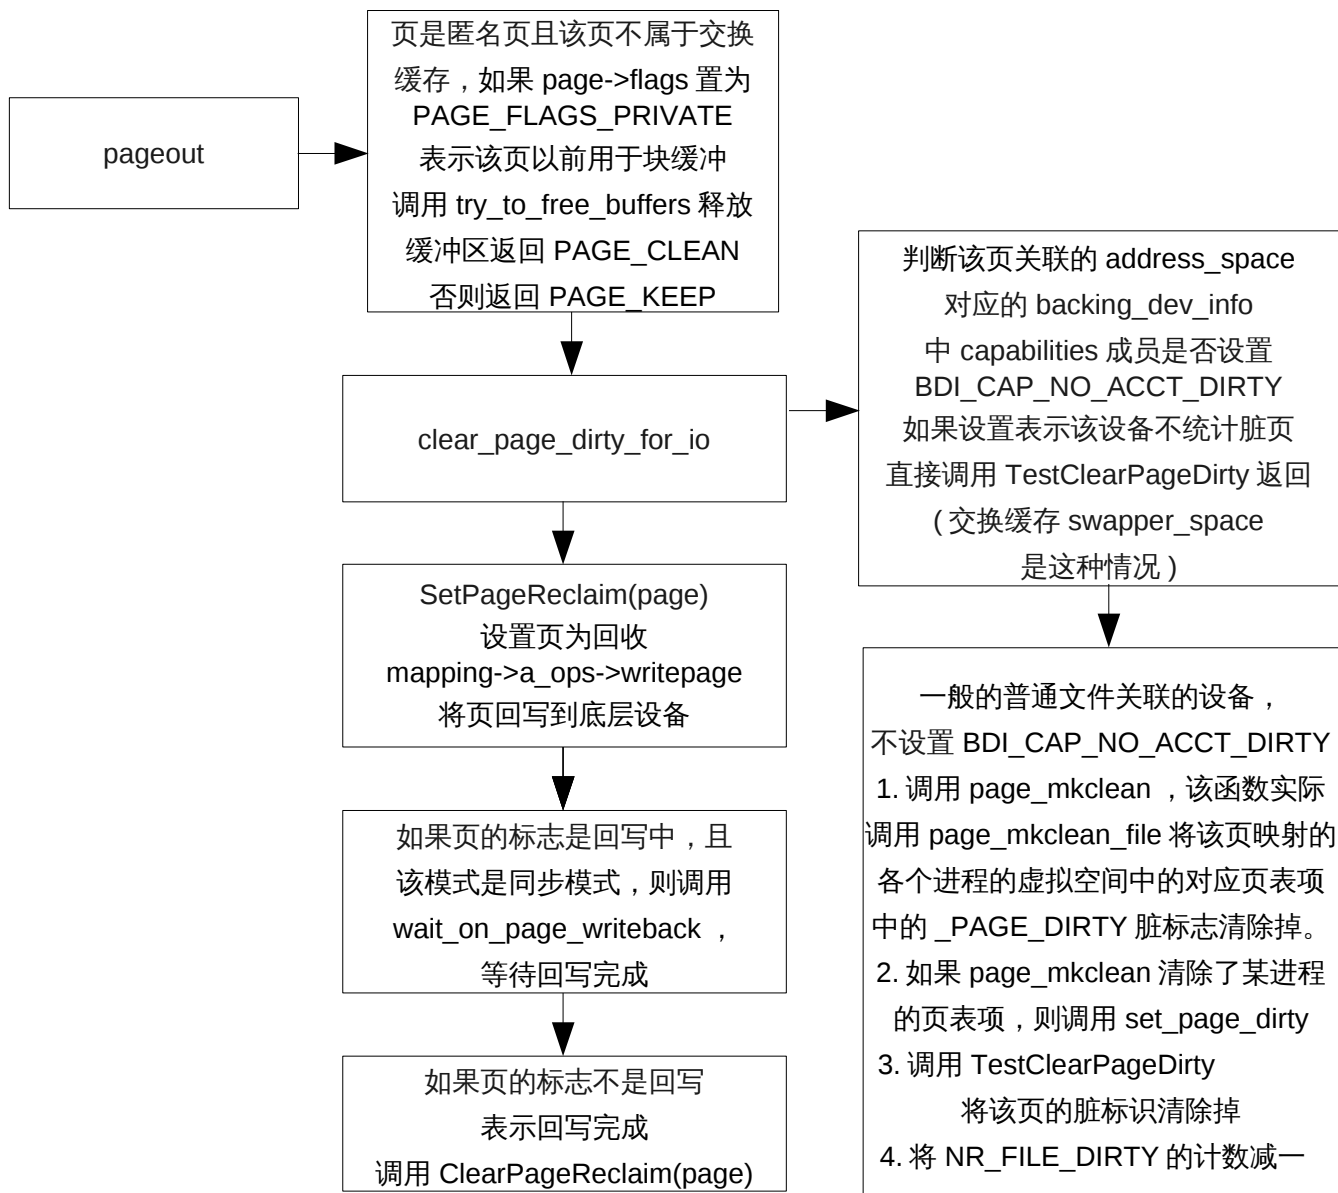 pageout
页是匿名页且该页不属于交换
缓存，如果 page->flags 置为
PAGE_FLAGS_PRIVATE
表示该页以前用于块缓冲
调用 try_to_free_buffers 释放
缓冲区返回 PAGE_CLEAN
否则返回 PAGE_KEEP
clear_page_dirty_for_io
SetPageReclaim(page)
设置页为回收
mapping->a_ops->writepage
将页回写到底层设备
如果页的标志是回写中，且
该模式是同步模式，则调用
wait_on_page_writeback ，
等待回写完成
如果页的标志不是回写
表示回写完成
调用 ClearPageReclaim(page)
判断该页关联的 address_space
对应的 backing_dev_info
中 capabilities 成员是否设置
BDI_CAP_NO_ACCT_DIRTY
如果设置表示该设备不统计脏页
直接调用 TestClearPageDirty 返回
( 交换缓存 swapper_space
是这种情况 )
一般的普通文件关联的设备，
不设置 BDI_CAP_NO_ACCT_DIRTY
1. 调用 page_mkclean ，该函数实际
调用 page_mkclean_file 将该页映射的
各个进程的虚拟空间中的对应页表项
中的 _PAGE_DIRTY 脏标志清除掉。
2. 如果 page_mkclean 清除了某进程
的页表项，则调用 set_page_dirty
3. 调用 TestClearPageDirty
将该页的脏标识清除掉
4. 将 NR_FILE_DIRTY 的计数减一